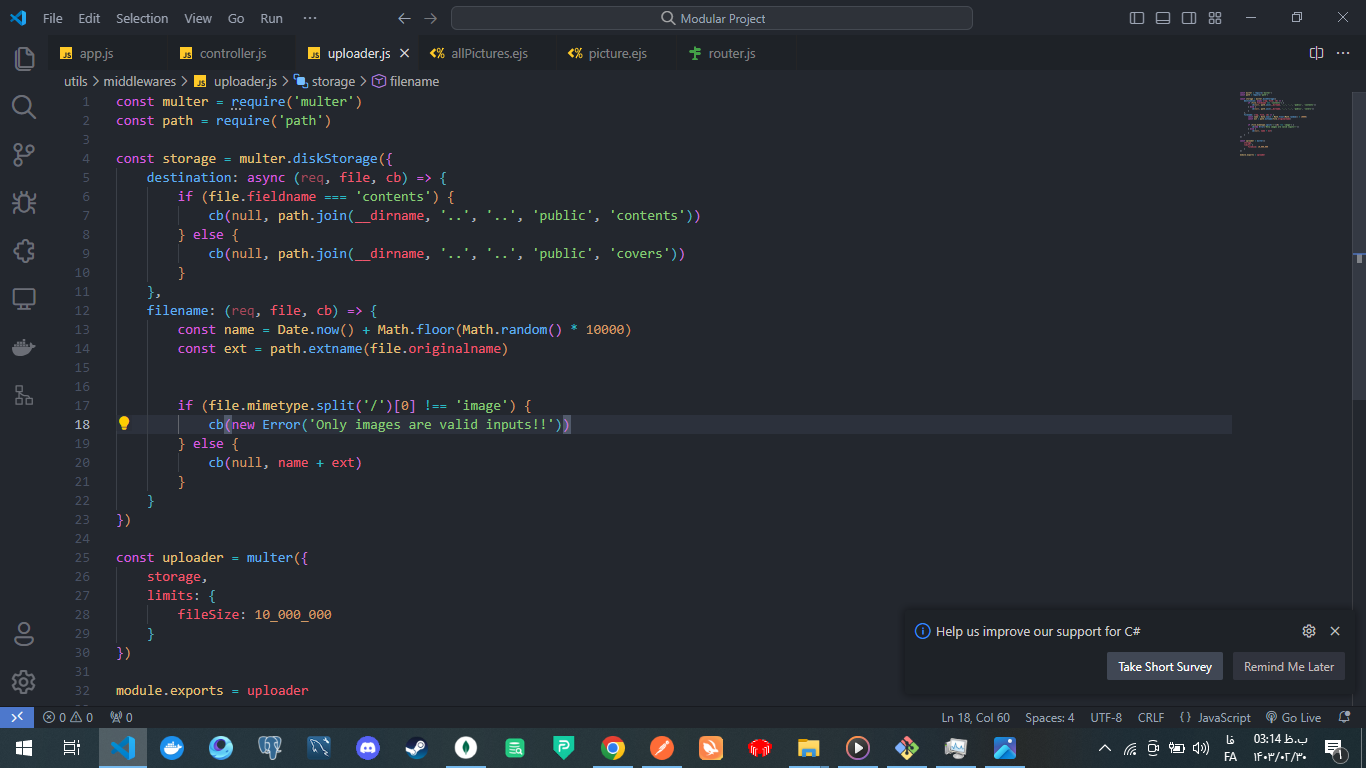 File Edit Selection View Go Run ··· Modular Project
app.js controller.js uploader.js allPictures.ejs picture.ejs router.js
utils > middlewares > uploader.js > storage > filename
1 const multer = require('multer')
2 const path = require('path')
3
4 const storage = multer.diskStorage({
5 destination: async (req, file, cb) => {
6 if (file.fieldname === 'contents') {
7 cb(null, path.join(__dirname, '..', '..', 'public', 'contents'))
8 } else {
9 cb(null, path.join(__dirname, '..', '..', 'public', 'covers'))
10 }
11 },
12 filename: (req, file, cb) => {
13 const name = Date.now() + Math.floor(Math.random() * 10000)
14 const ext = path.extname(file.originalname)
15
16
17 if (file.mimetype.split('/')[0] !== 'image') {
18 cb(new Error('Only images are valid inputs!!'))
19 } else {
20 cb(null, name + ext)
21 }
22 }
23 })
24
25 const uploader = multer({
26 storage,
27 limits: {
28 fileSize: 10_000_000
29 }
30 })
31
32 module.exports = uploader
Help us improve our support for C#
Take Short Survey Remind Me Later
0 0 0 Ln 18, Col 60 Spaces: 4 UTF-8 CRLF {} JavaScript Go Live
فا ب.ظ 03:14
FA ۱۴۰۳/۰۲/۳۰
1